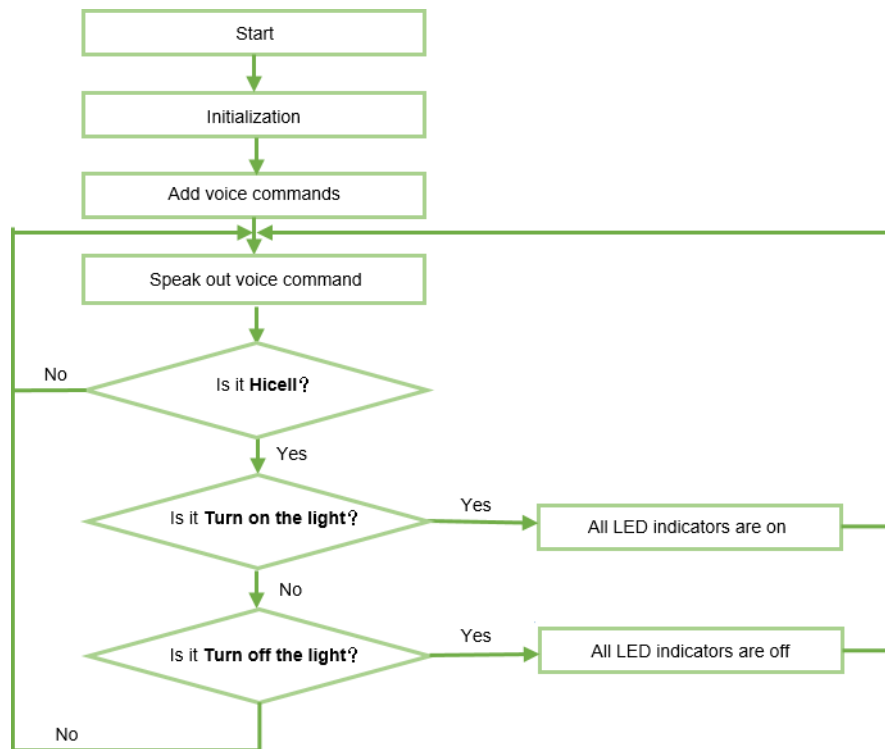 Start
Initialization
Add voice commands
Speak out voice command
No
Is it Hicell?
Yes
Is it Turn on the light?
Yes
All LED indicators are on
No
Is it Turn off the light?
Yes
All LED indicators are off
No